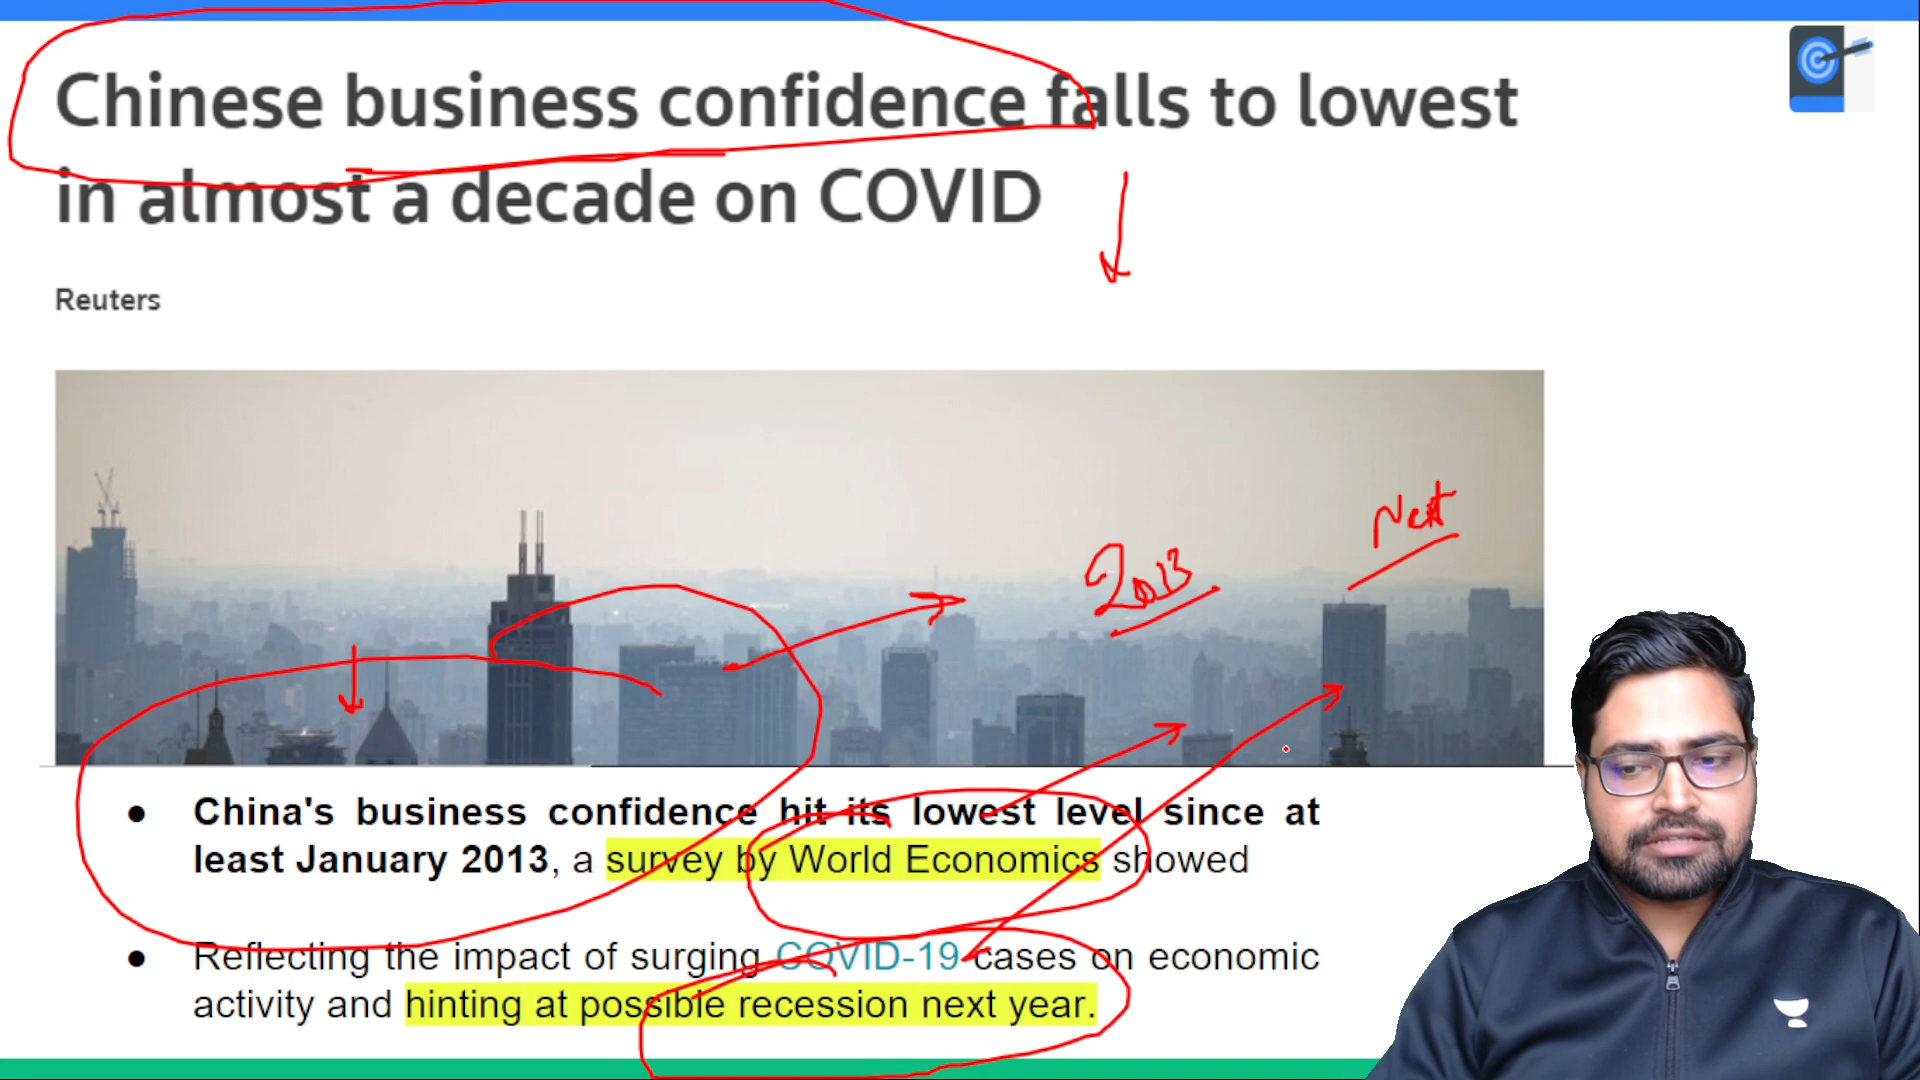 Chinese business confidence falls to lowest
in almost a decade on COVID
Reuters
Next
2013
● China's business confidence hit its lowest level since at
least January 2013, a survey by World Economics showed
● Reflecting the impact of surging COVID-19 cases on economic
activity and hinting at possible recession next year.